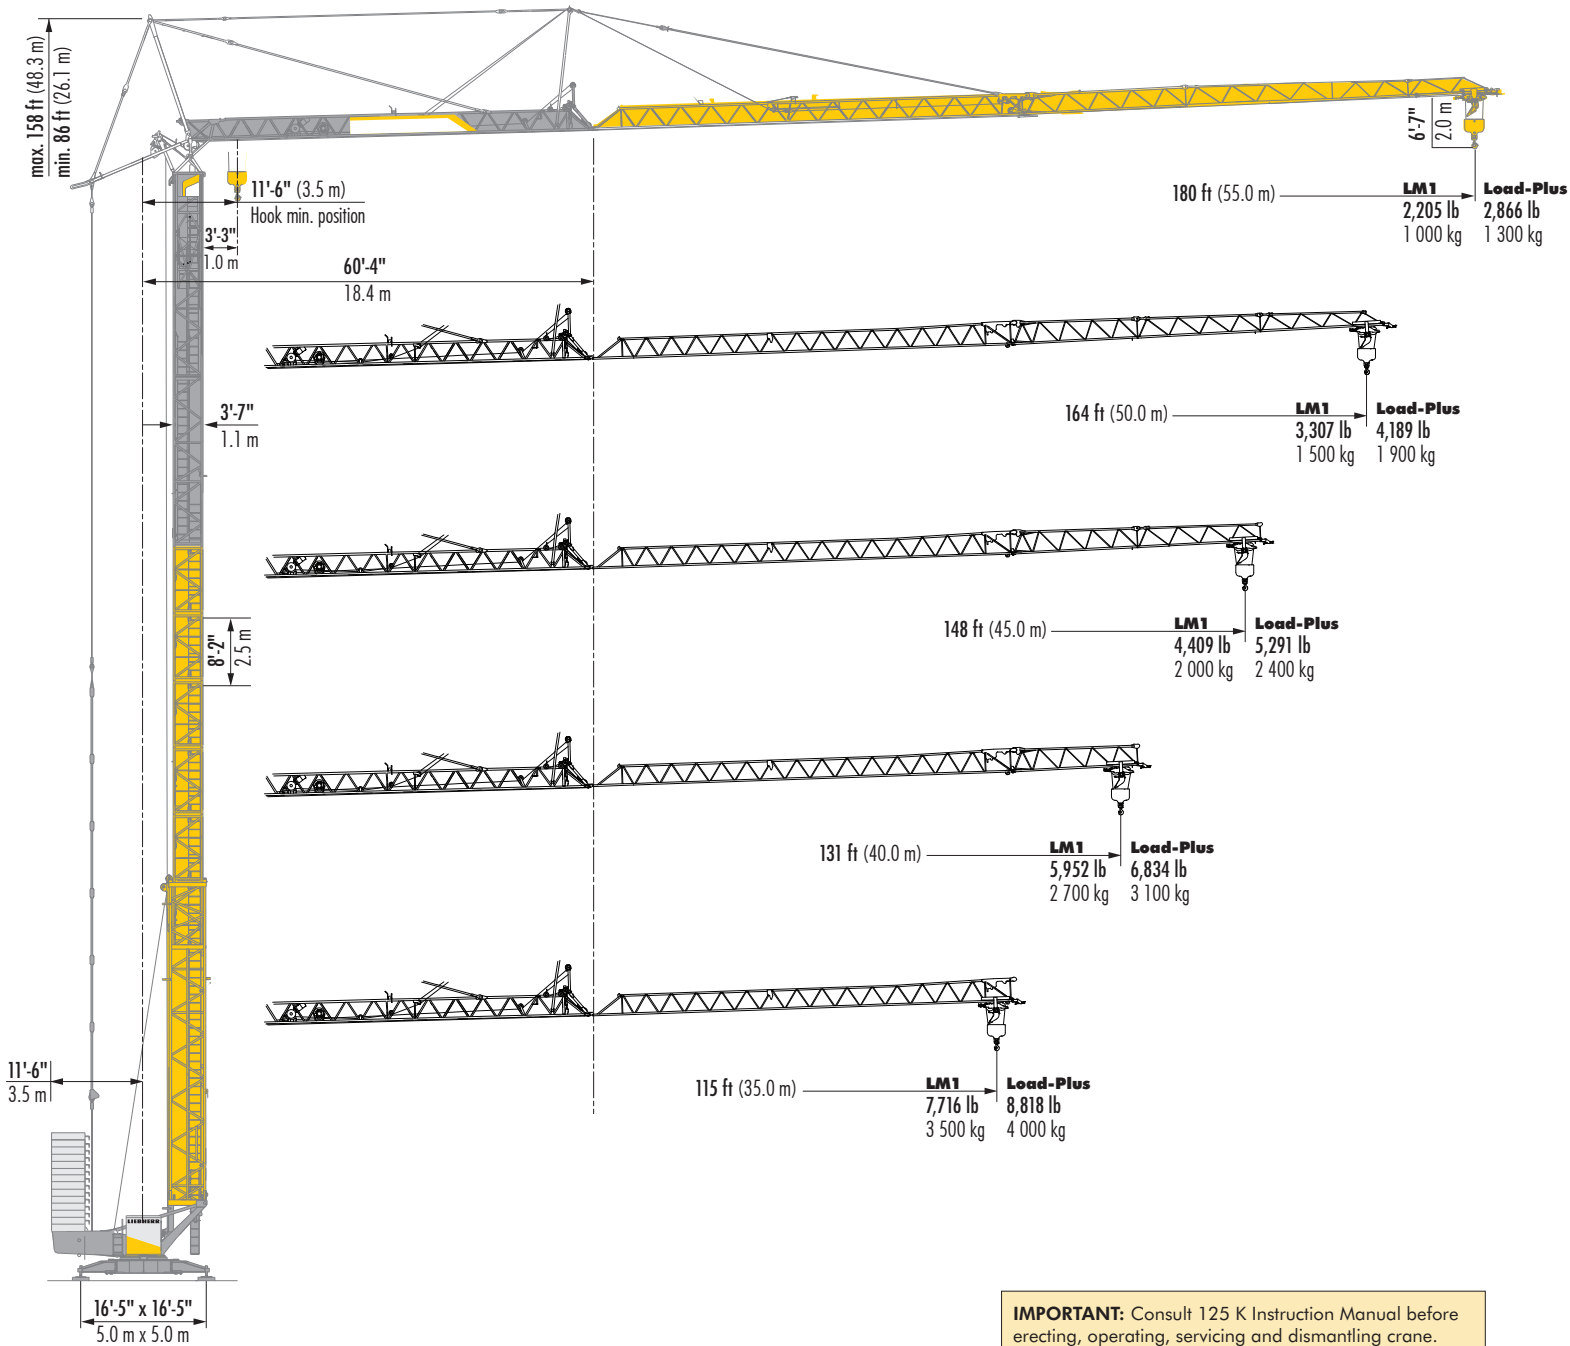 max. 158 ft (48.3 m)
min. 86 ft (26.1 m)
6'-7"
2.0 m
11'-6" (3.5 m)
Hook min. position
3'-3"
1.0 m
60'-4"
18.4 m
180 ft (55.0 m)
LM1 Load-Plus
2,205 lb 2,866 lb
1 000 kg 1 300 kg
3'-7"
1.1 m
164 ft (50.0 m)
LM1 Load-Plus
3,307 lb 4,189 lb
1 500 kg 1 900 kg
8'-2"
2.5 m
148 ft (45.0 m)
LM1 Load-Plus
4,409 lb 5,291 lb
2 000 kg 2 400 kg
131 ft (40.0 m)
LM1 Load-Plus
5,952 lb 6,834 lb
2 700 kg 3 100 kg
11'-6"
3.5 m
115 ft (35.0 m)
LM1 Load-Plus
7,716 lb 8,818 lb
3 500 kg 4 000 kg
LIEBHERR
16'-5" x 16'-5"
5.0 m x 5.0 m
IMPORTANT: Consult 125 K Instruction Manual before
erecting, operating, servicing and dismantling crane.